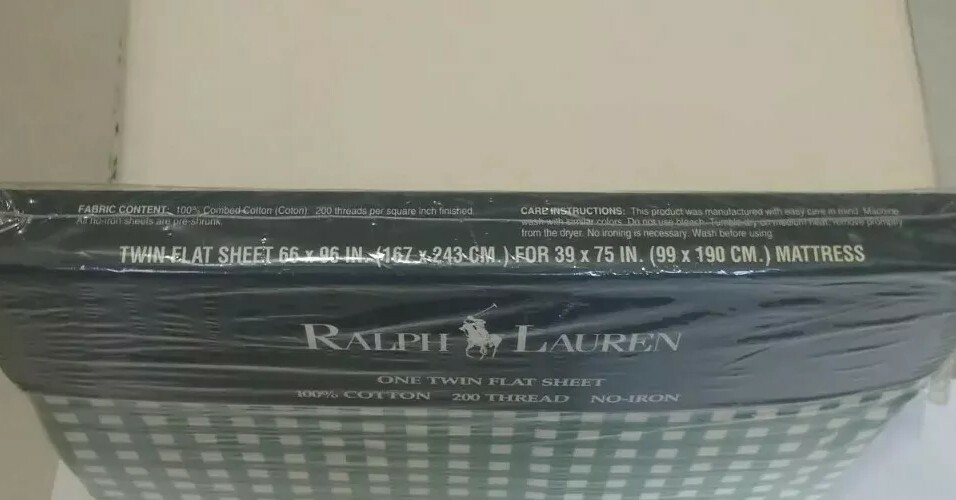 FABRIC CONTENT: 100% Combed Cotton (Coton) 200 threads per square inch finished.
All no-iron sheets are pre-shrunk.
CARE INSTRUCTIONS: This product was manufactured with easy care in mind. Machine
wash with similar colors. Do not use bleach. Tumble-dry on medium heat, remove promptly
from the dryer. No ironing is necessary. Wash before using.
TWIN FLAT SHEET 66 x 96 IN. (167 x 243 CM.) FOR 39 x 75 IN. (99 x 190 CM.) MATTRESS
RALPH LAUREN
ONE TWIN FLAT SHEET
100% COTTON 200 THREAD NO-IRON